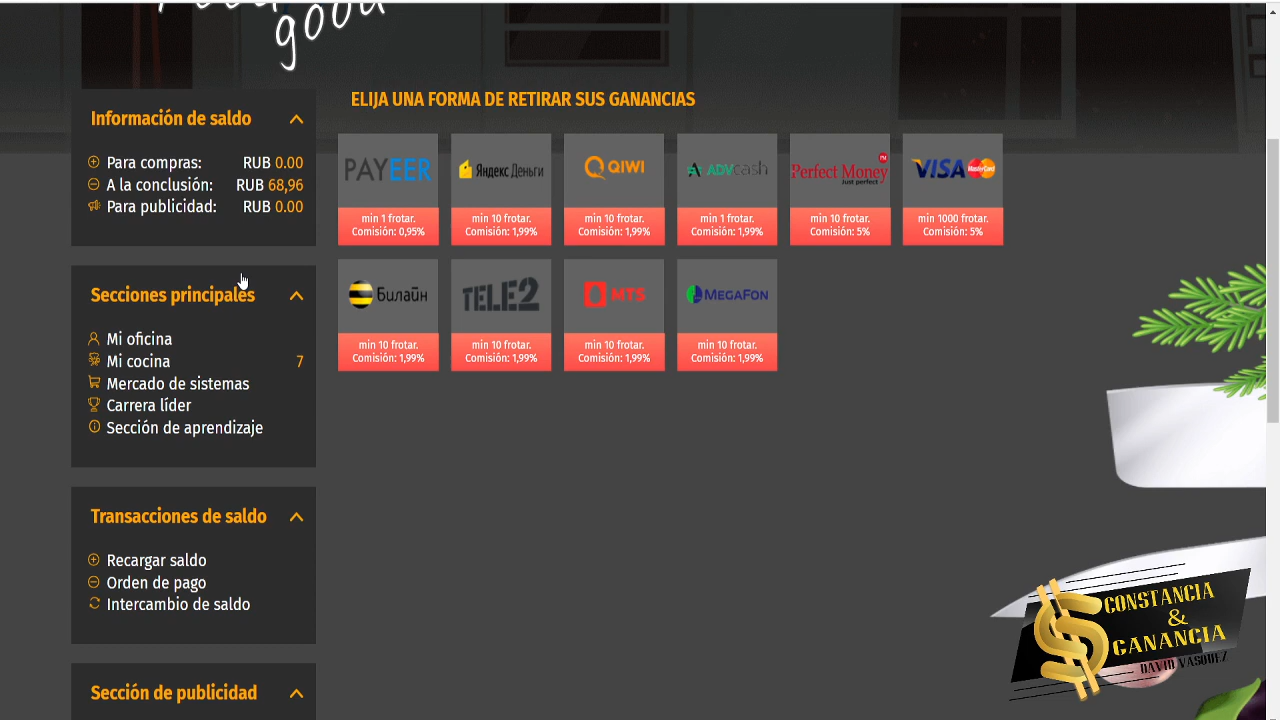 good
Información de saldo
Para compras: RUB 0.00
A la conclusión: RUB 68,96
Para publicidad: RUB 0.00
Secciones principales
Mi oficina
Mi cocina 7
Mercado de sistemas
Carrera líder
Sección de aprendizaje
Transacciones de saldo
Recargar saldo
Orden de pago
Intercambio de saldo
Sección de publicidad
ELIJA UNA FORMA DE RETIRAR SUS GANANCIAS
PAYEER
min 1 frotar.
Comisión: 0,95%
Яндекс Деньги
min 10 frotar.
Comisión: 1,99%
QIWI
min 10 frotar.
Comisión: 1,99%
ADVcash
min 1 frotar.
Comisión: 1,99%
Perfect Money
Just perfect
min 10 frotar.
Comisión: 5%
VISA MasterCard
min 1000 frotar.
Comisión: 5%
Билайн
min 10 frotar.
Comisión: 1,99%
TELE2
min 10 frotar.
Comisión: 1,99%
MTS
min 10 frotar.
Comisión: 1,99%
MEGAFON
min 10 frotar.
Comisión: 1,99%
CONSTANCIA
&
GANANCIA
DAVID VASQUEZ